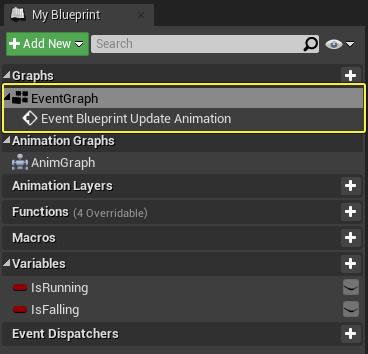 My Blueprint
Add New Search
Graphs
EventGraph
Event Blueprint Update Animation
Animation Graphs
AnimGraph
Animation Layers
Functions (4 Overridable)
Macros
Variables
IsRunning
IsFalling
Event Dispatchers